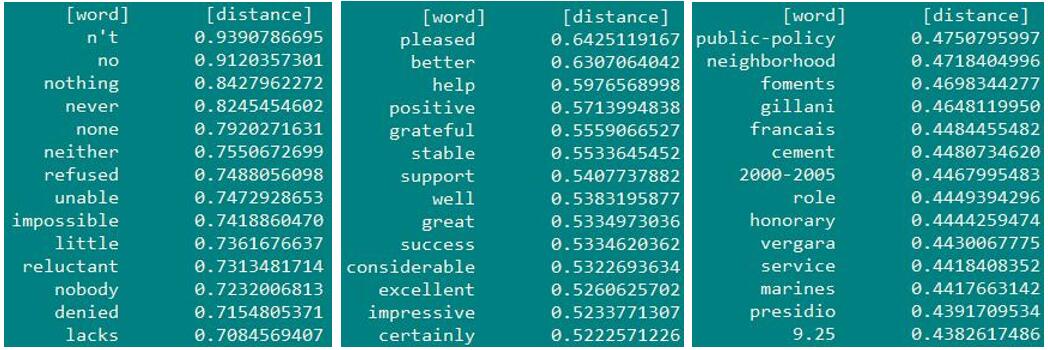 [word] [distance]
n't 0.9390786695
no 0.9120357301
nothing 0.8427962272
never 0.8245454602
none 0.7920271631
neither 0.7550672699
refused 0.7488056098
unable 0.7472928653
impossible 0.7418860470
little 0.7361676637
reluctant 0.7313481714
nobody 0.7232006813
denied 0.7154805371
lacks 0.7084569407
[word] [distance]
pleased 0.6425119167
better 0.6307064042
help 0.5976568998
positive 0.5713994838
grateful 0.5559066527
stable 0.5533645452
support 0.5407737882
well 0.5383195877
great 0.5334973036
success 0.5334620362
considerable 0.5322693634
excellent 0.5260625702
impressive 0.5233771307
certainly 0.5222571226
[word] [distance]
public-policy 0.4750795997
neighborhood 0.4718404996
foments 0.4698344277
gillani 0.4648119950
francais 0.4484455482
cement 0.4480734620
2000-2005 0.4467995483
role 0.4449394296
honorary 0.4444259474
vergara 0.4430067775
service 0.4418408352
marines 0.4417663142
presidio 0.4391709534
9.25 0.4382617486